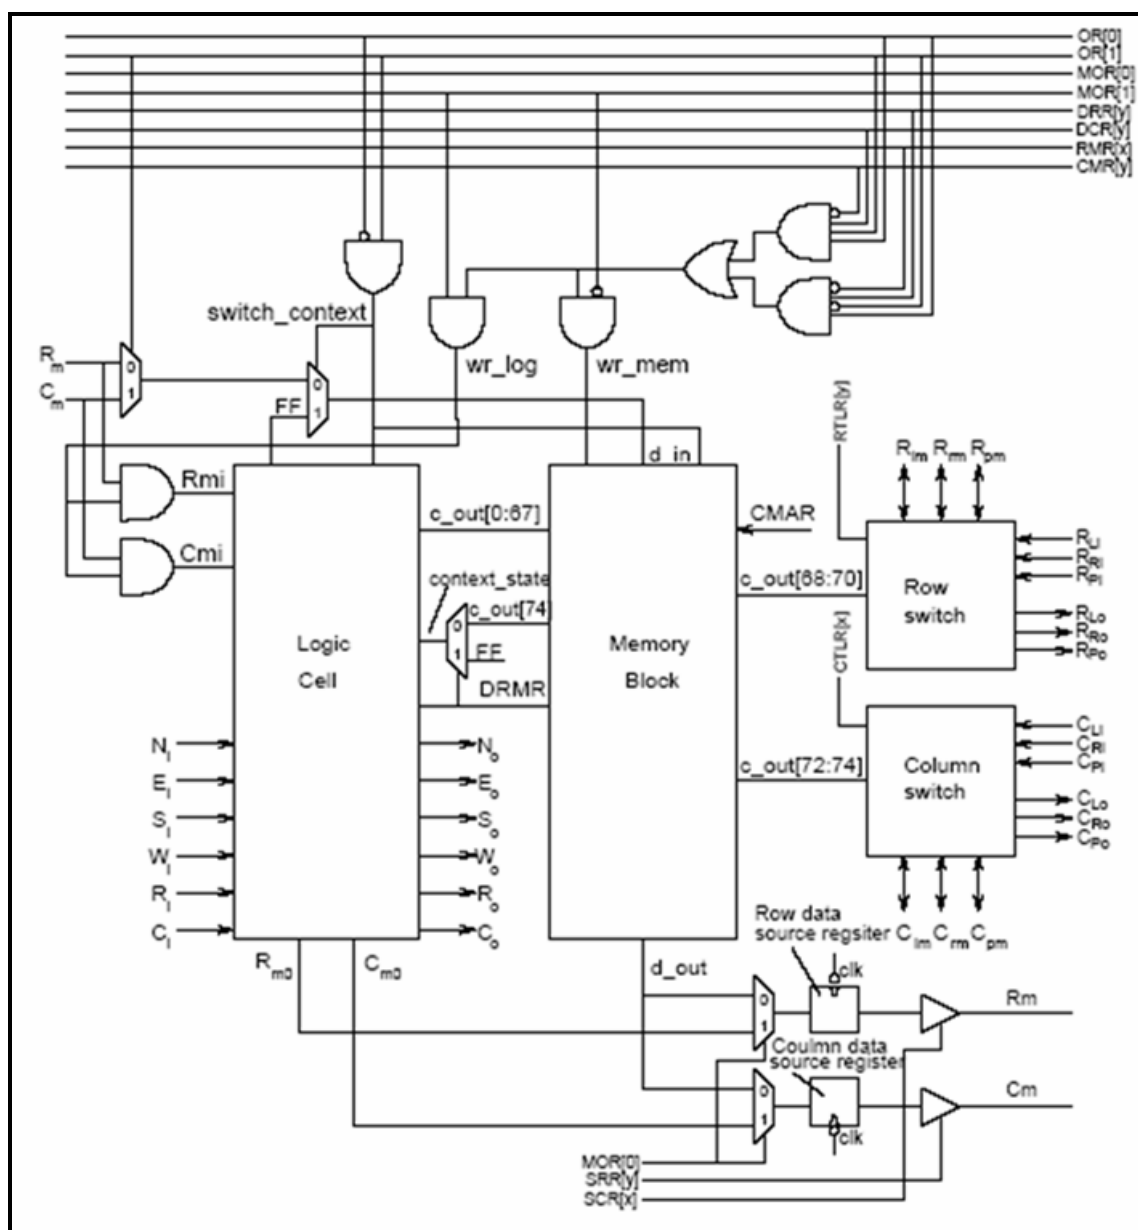 OR[0]
OR[1]
MOR[0]
MOR[1]
DRR[y]
DCR[y]
RMR[x]
CMR[y]
switch_context
wr_log
wr_mem
Rm
Cm
0
1
FF
0
1
d_in
RTLR[y]
Rlm Rrm Rpm
Rmi
Cmi
c_out[0:67]
CMAR
c_out[68:70]
RLI
RRI
RPI
Row
switch
RLo
RRo
RPo
context_state
c_out[74]
0
1
FF
DRMR
Logic
Cell
Memory
Block
CTLR[x]
c_out[72:74]
Column
switch
CLI
CRI
CPI
CLo
CRo
CPo
Clm Crm Cpm
NI
EI
SI
WI
RI
CI
No
Eo
So
Wo
Ro
Co
Rm0
Cm0
d_out
Row data
source regsiter
clk
0
1
Rm
Coulmn data
source register
0
1
clk
Cm
MOR[0]
SRR[y]
SCR[x]